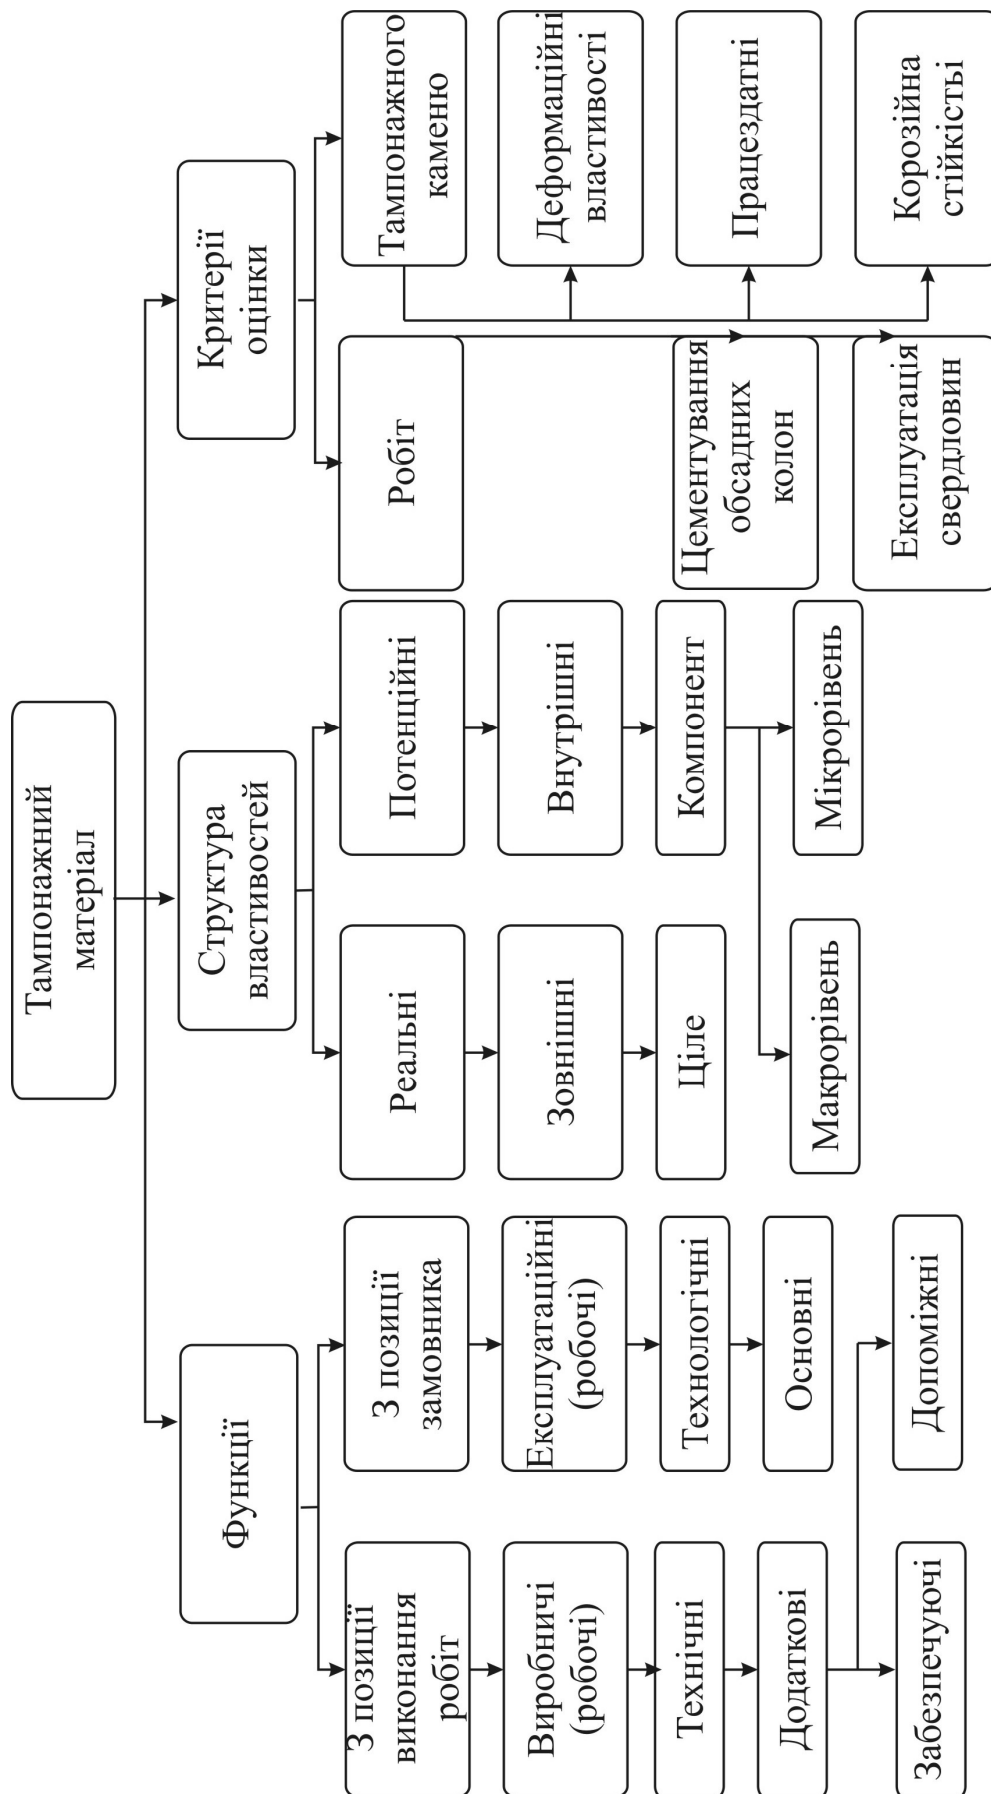 Тампонажний
матеріал
Функції
Структура
властивостей
Критерії
оцінки
З позиції
виконання
робіт
З позиції
замовника
Реальні
Потенційні
Робіт
Тампонажного
каменю
Виробничі
(робочі)
Експлуатаційні
(робочі)
Зовнішні
Внутрішні
Деформаційні
властивості
Технічні
Технологічні
Ціле
Компонент
Цементування
обсадних
колон
Працездатні
Додаткові
Основні
Макрорівень
Мікрорівень
Експлуатація
свердловин
Корозійна
стійкістьі
Забезпечуючі
Допоміжні